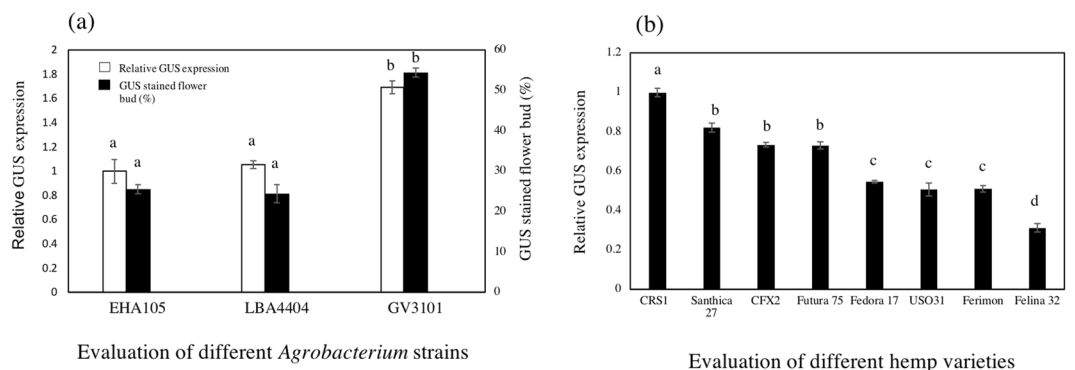 (a)
2
1.8
1.6
1.4
1.2
1
0.8
0.6
0.4
0.2
0
Relative GUS expression
Relative GUS expression
GUS stained flower
bud (%)
a
a
a
a
b
b
60
50
40
30
20
10
0
GUS stained flower bud (%)
EHA105
LBA4404
GV3101
Evaluation of different Agrobacterium strains
(b)
1.2
1
0.8
0.6
0.4
0.2
0
Relative GUS expression
a
b
b
b
c
c
c
d
CRS1
Santhica
27
CFX2
Futura 75
Fedora 17
USO31
Ferimon
Felina 32
Evaluation of different hemp varieties